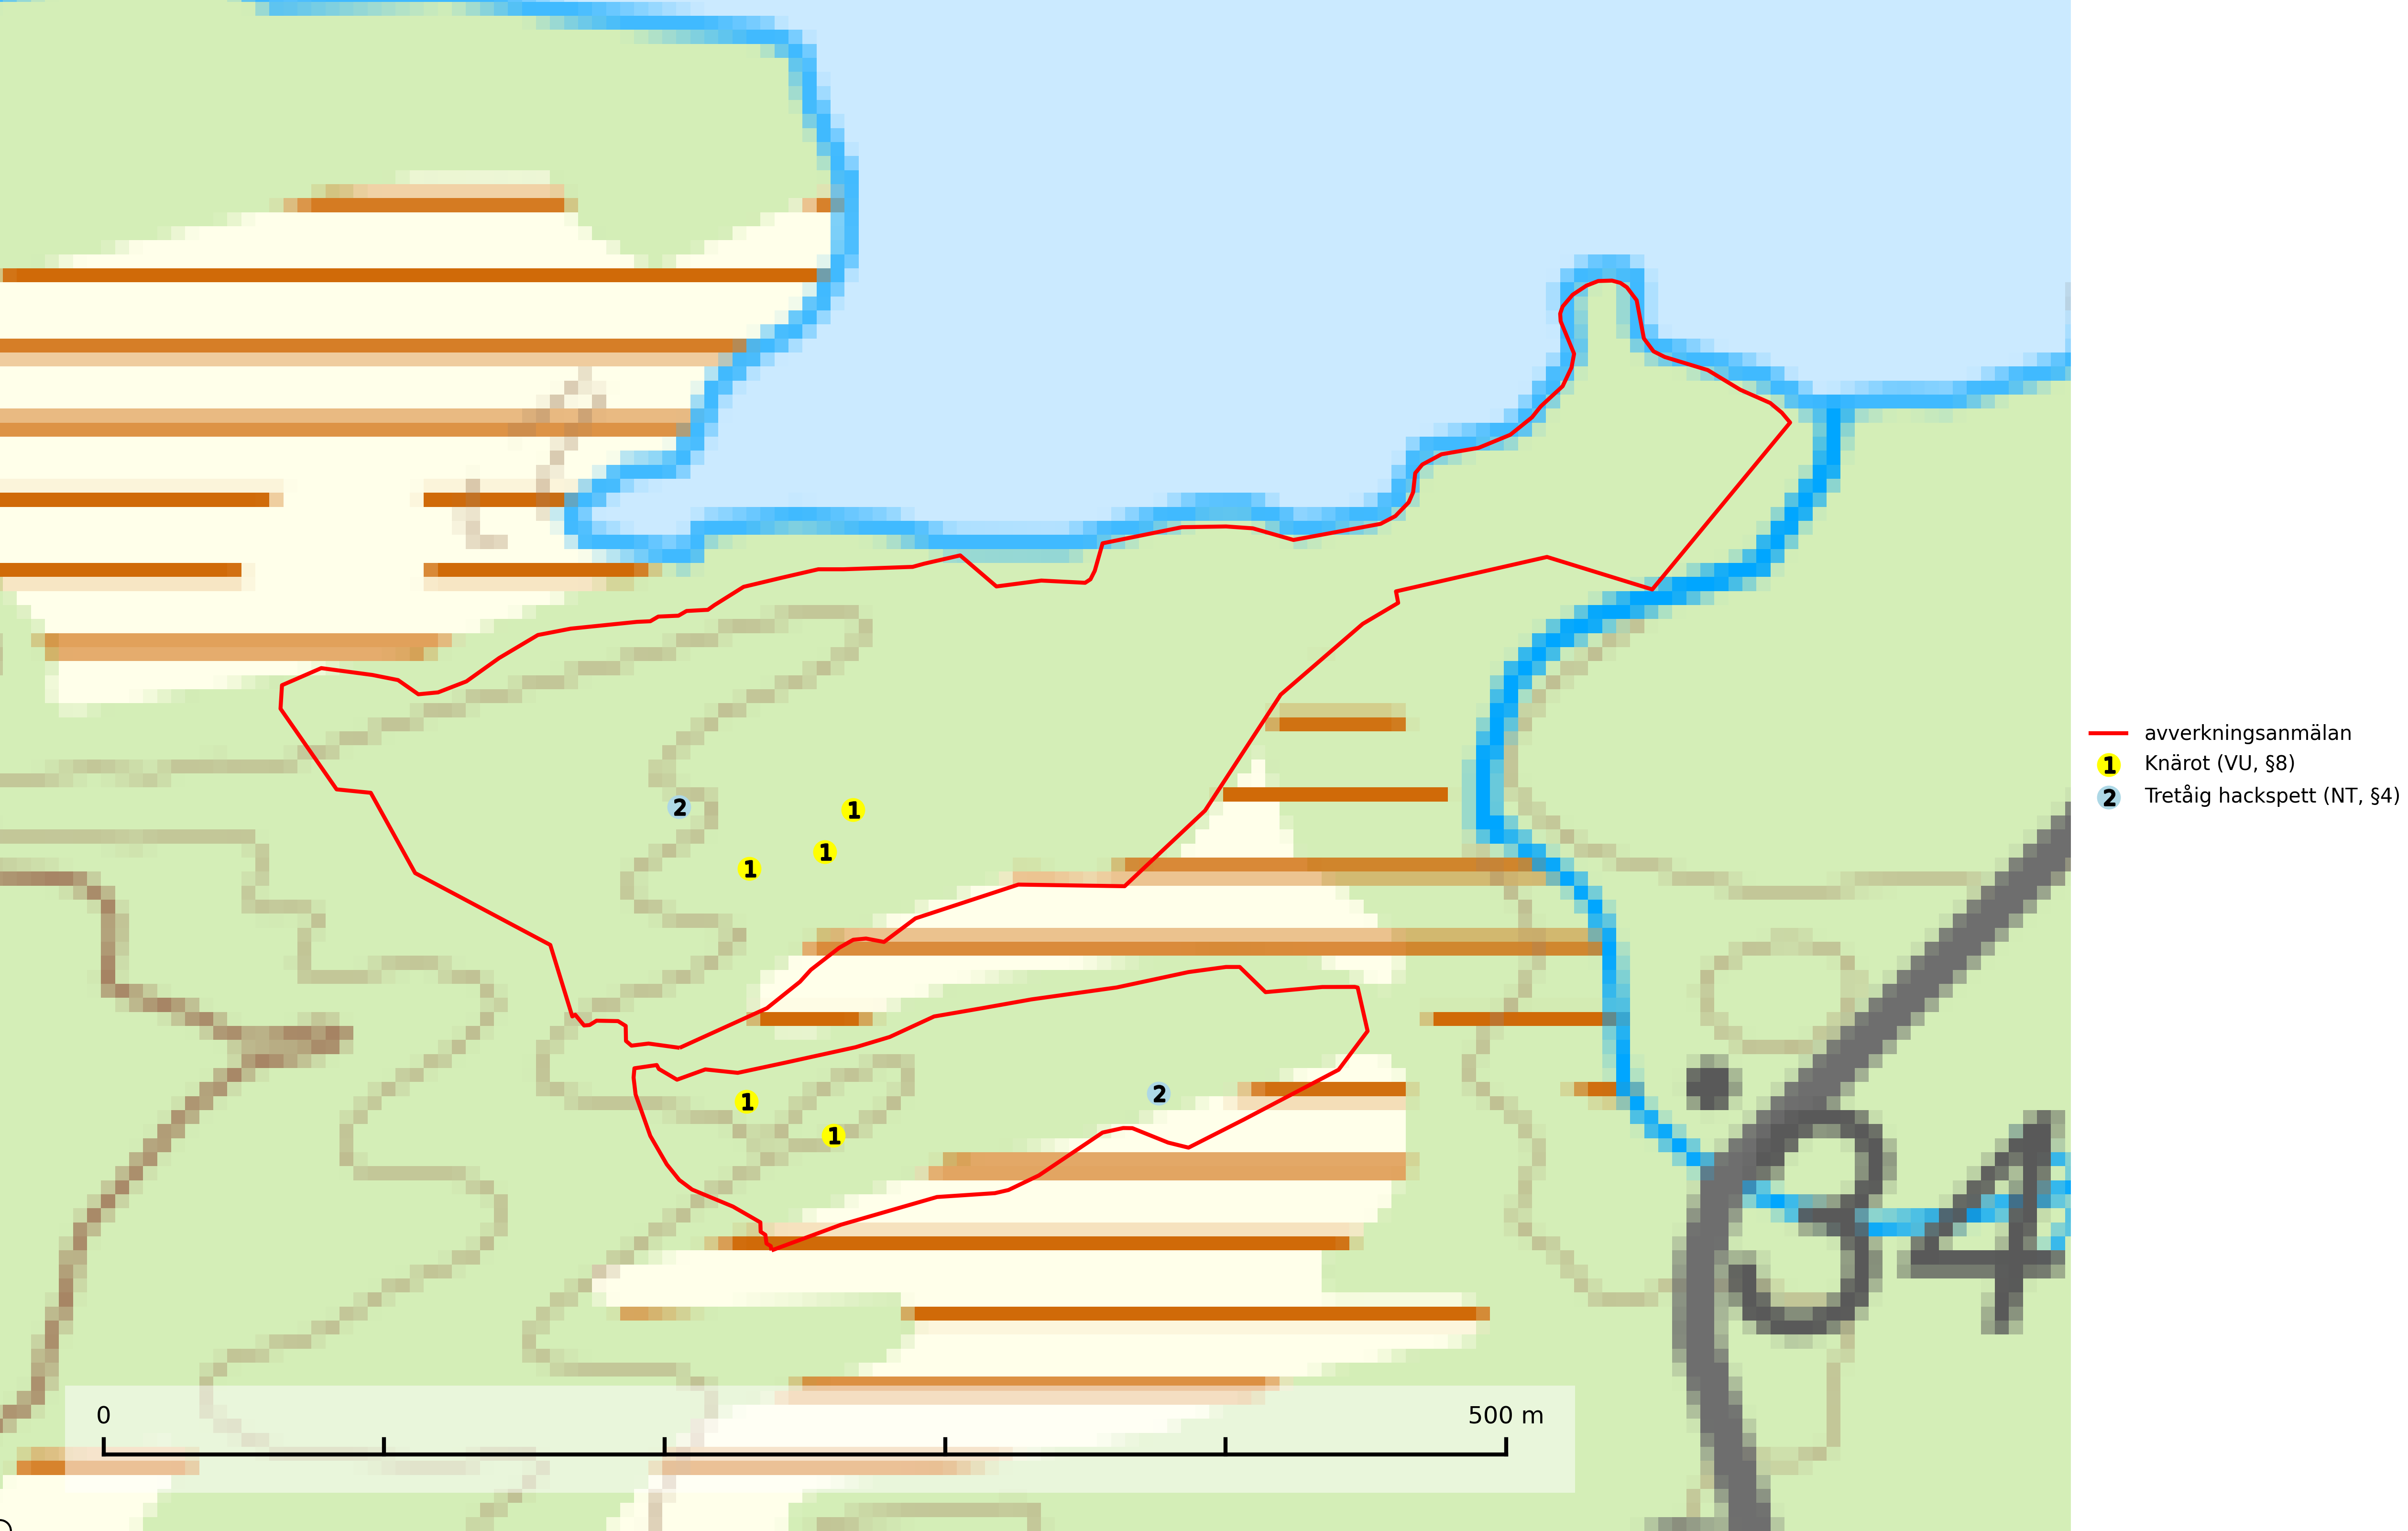 avverkningsanmälan
1 Knärot (VU, §8)
2 Tretåig hackspett (NT, §4)
2
1
1
1
1
2
1
34
0
500 m